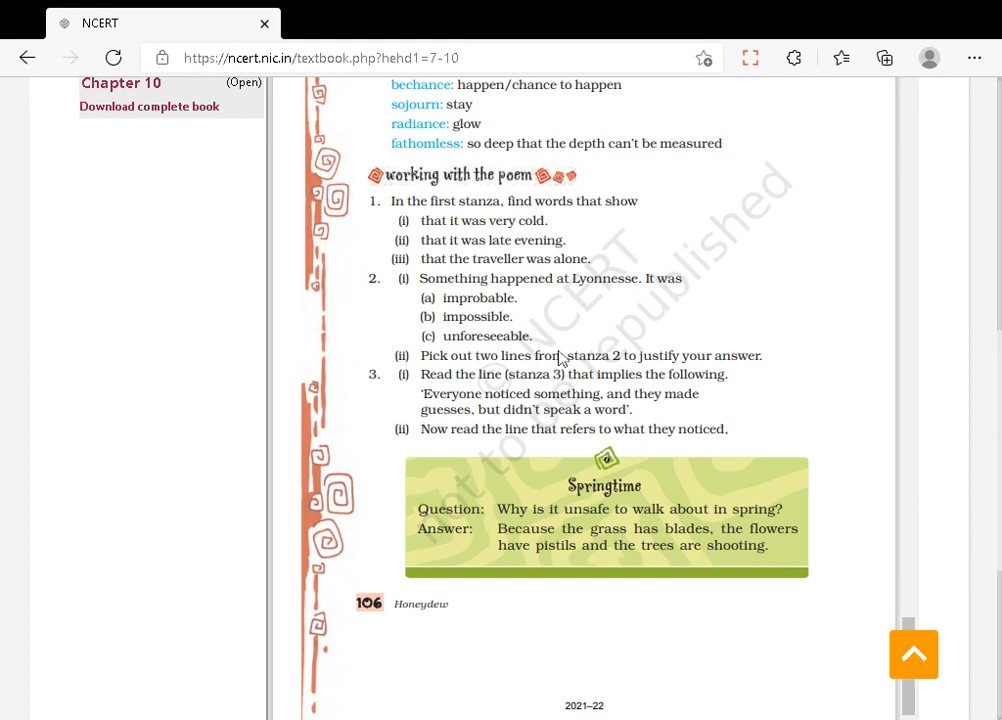 NCERT
https://ncert.nic.in/textbook.php?hehd1=7-10
Chapter 10 (Open)
Download complete book
bechance: happen/chance to happen
sojourn: stay
radiance: glow
fathomless: so deep that the depth can't be measured
working with the poem
1. In the first stanza, find words that show
(i) that it was very cold.
(ii) that it was late evening.
(iii) that the traveller was alone.
2. (i) Something happened at Lyonnesse. It was
(a) improbable.
(b) impossible.
(c) unforeseeable.
(ii) Pick out two lines from stanza 2 to justify your answer.
3. (i) Read the line (stanza 3) that implies the following.
'Everyone noticed something, and they made
guesses, but didn't speak a word'.
(ii) Now read the line that refers to what they noticed,
Springtime
Question: Why is it unsafe to walk about in spring?
Answer: Because the grass has blades, the flowers
have pistils and the trees are shooting.
106 Honeydew
2021–22
© NCERT
not to be republished